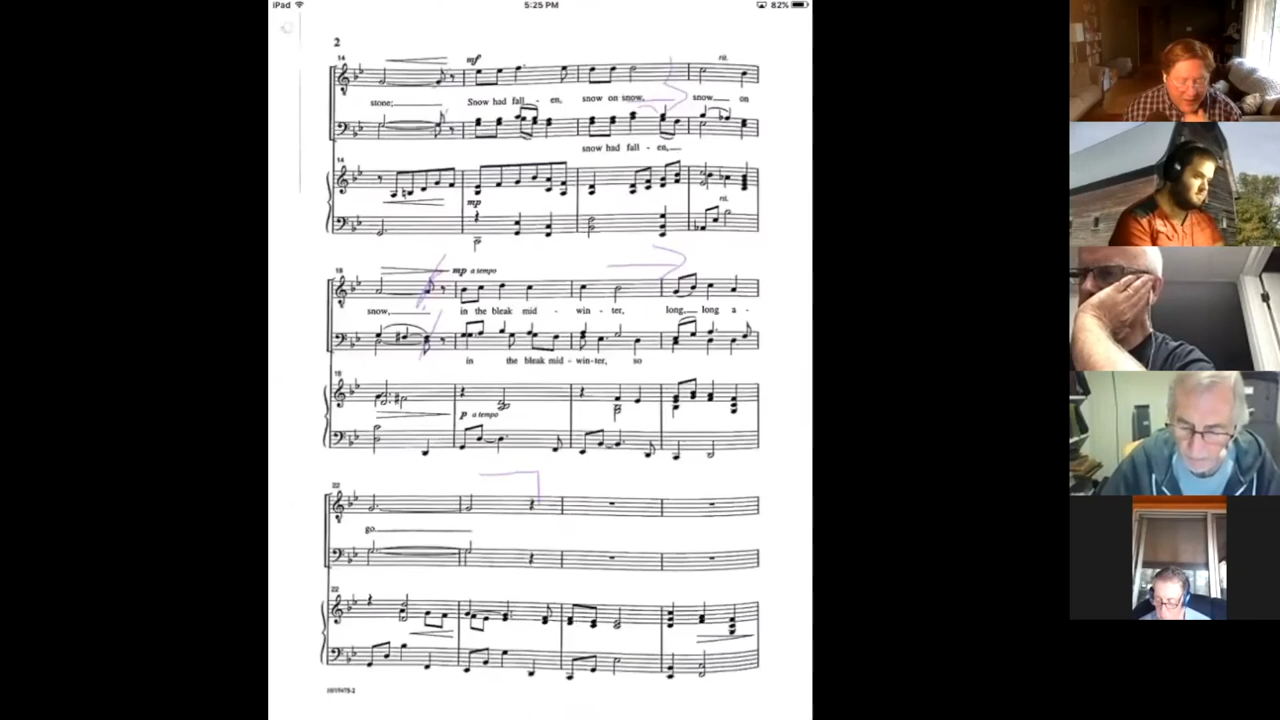 iPad 5:25 PM 82%
2
14 mf rit.
stone; Snow had fall - en, snow on snow, snow on
snow had fall - en,
14
mp rit.
18 mp a tempo
snow, in the bleak mid - win - ter, long, long a -
in the bleak mid - win - ter, so
18
p a tempo
22
go.
22